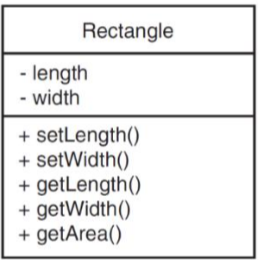 Rectangle
- length
- width
+ setLength()
+ setWidth()
+ getLength()
+ getWidth()
+ getArea()